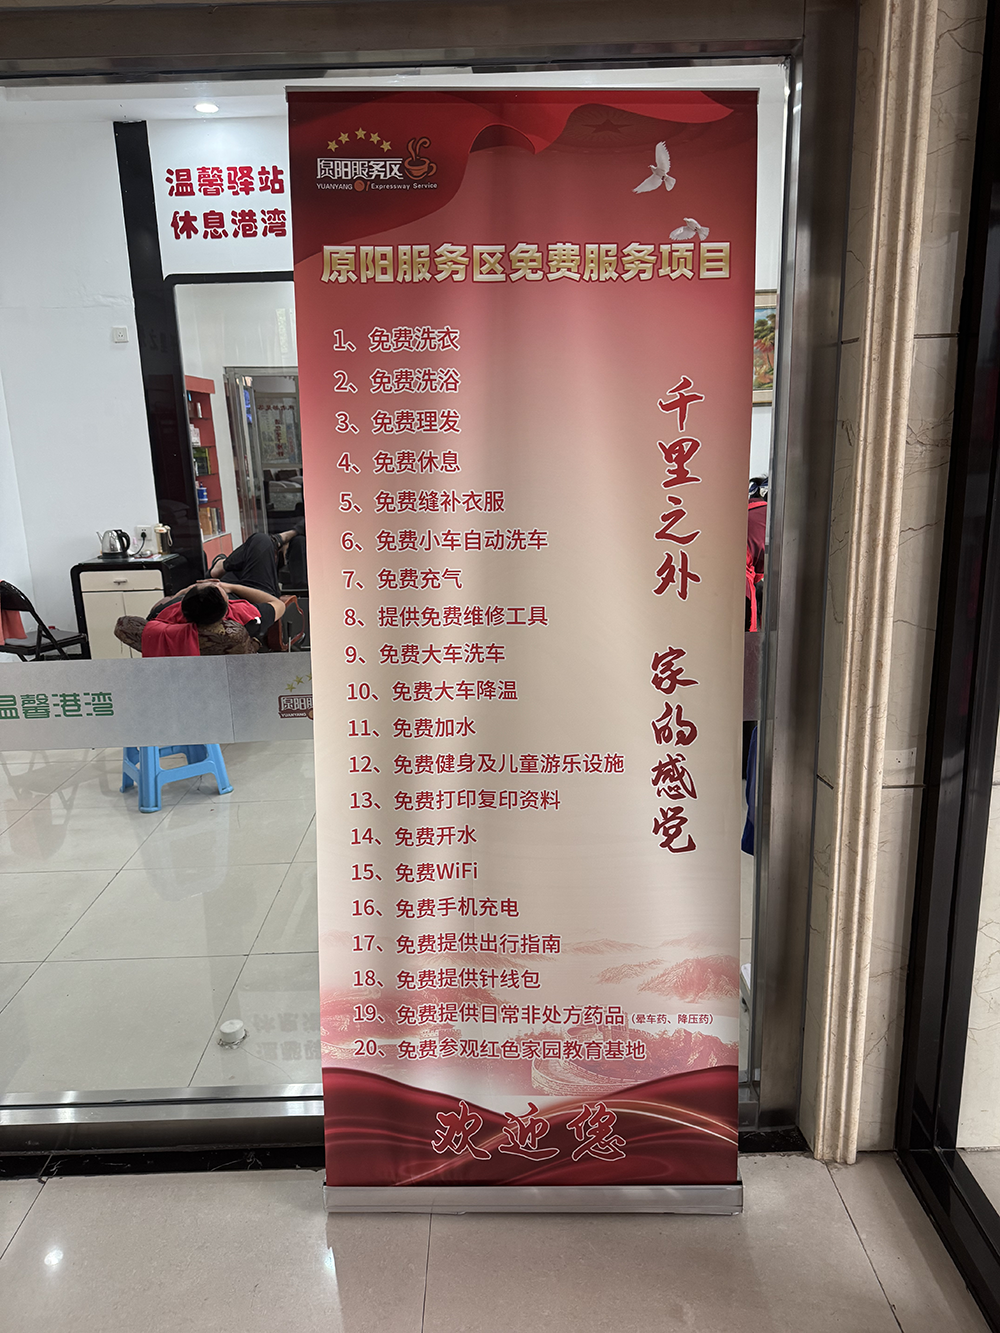 温馨驿站
休息港湾
原阳服务区
YUANYANG Expressway Service
原阳服务区免费服务项目
1、免费洗衣
2、免费洗浴
3、免费理发
4、免费休息
5、免费缝补衣服
6、免费小车自动洗车
7、免费充气
8、提供免费维修工具
9、免费大车洗车
10、免费大车降温
11、免费加水
12、免费健身及儿童游乐设施
13、免费打印复印资料
14、免费开水
15、免费WiFi
16、免费手机充电
17、免费提供出行指南
18、免费提供针线包
19、免费提供日常非处方药品（晕车药、降压药）
20、免费参观红色家园教育基地
千里之外 家的感觉
欢迎您
温馨港湾
原阳服
YUANYANG